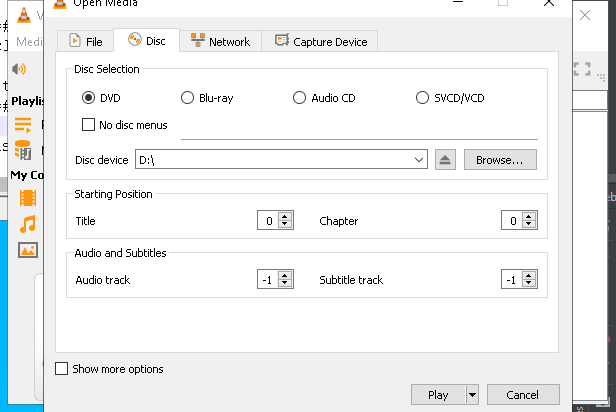 Open Media
Medi
File
Disc
Network
Capture Device
Disc Selection
DVD
Blu-ray
Audio CD
SVCD/VCD
No disc menus
Disc device
D:\
Browse...
Playlis
Starting Position
Title
0
Chapter
0
My Co
Audio and Subtitles
Audio track
-1
Subtitle track
-1
Show more options
Play
Cancel